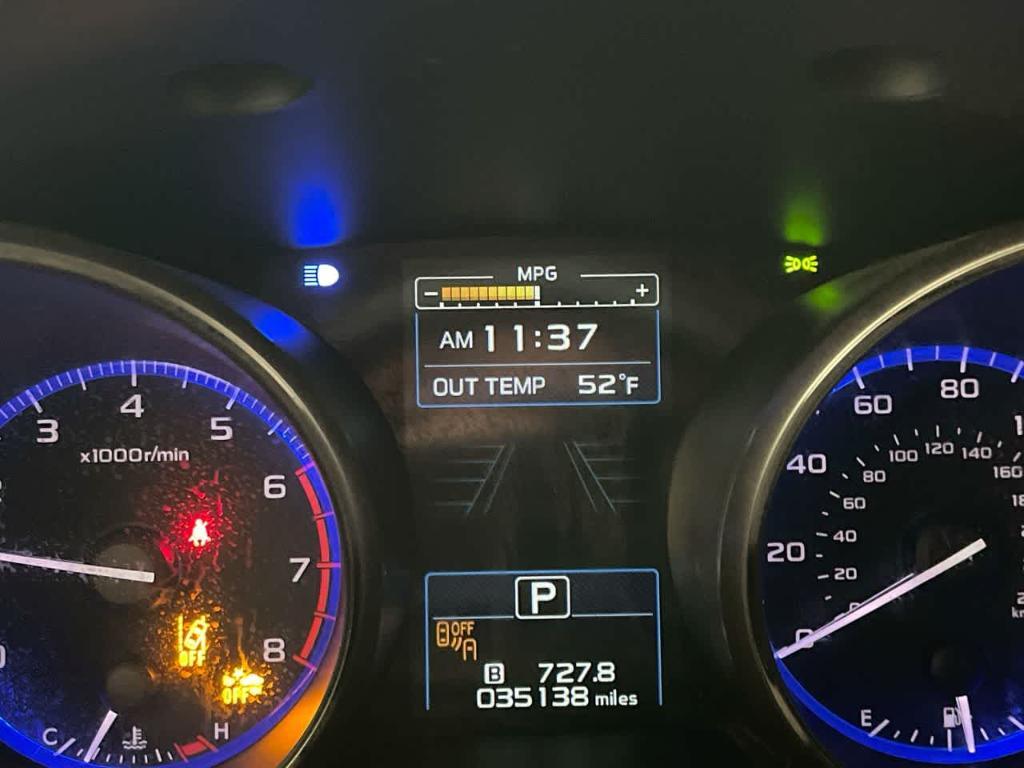 MPG
- +
AM 11:37
OUT TEMP 52°F
3 4 5 6 7 8
x1000r/min
OFF
OFF
C H
20 40 60 80
20 40 60 80 100 120 140 160
0
E
P
OFF
B 727.8
035138 miles